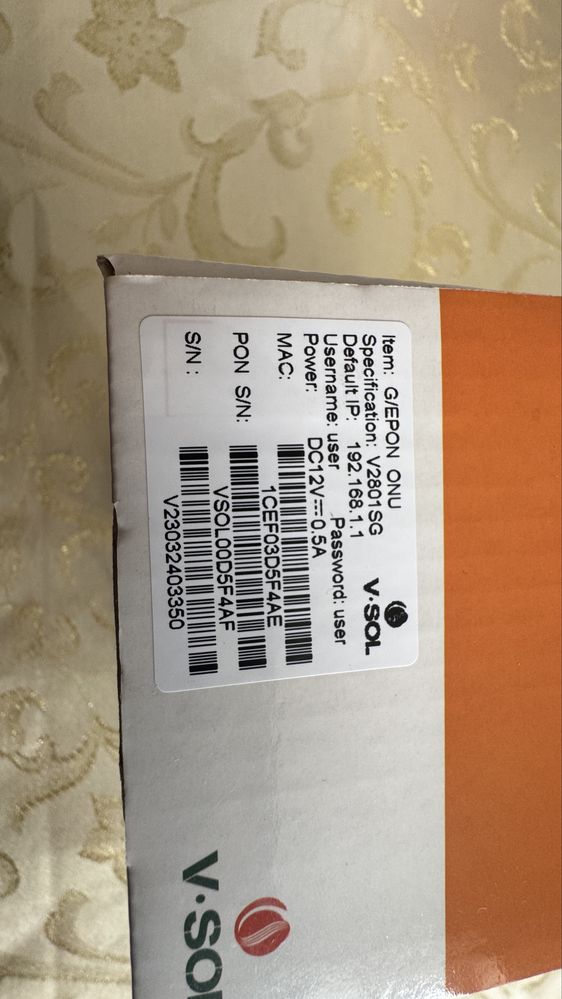 Item: G/EPON ONU
Specification: V2801SG
V·SOL
Default IP: 192.168.1.1
Username: user Password: user
Power: DC12V⎓0.5A
MAC:
1CEF03D5F4AE
PON S/N:
VSOL00D5F4AF
S/N :
V23032403350
V·SOL